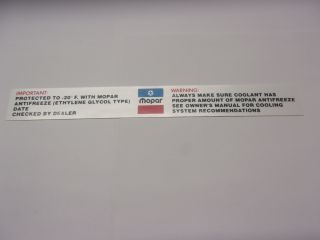 IMPORTANT:
PROTECTED TO -20° F. WITH MOPAR
ANTIFREEZE (ETHYLENE GLYCOL TYPE)
DATE
CHECKED BY DEALER
Mopar
WARNING:
ALWAYS MAKE SURE COOLANT HAS
PROPER AMOUNT OF MOPAR ANTIFREEZE
SEE OWNER'S MANUAL FOR COOLING
SYSTEM RECOMMENDATIONS